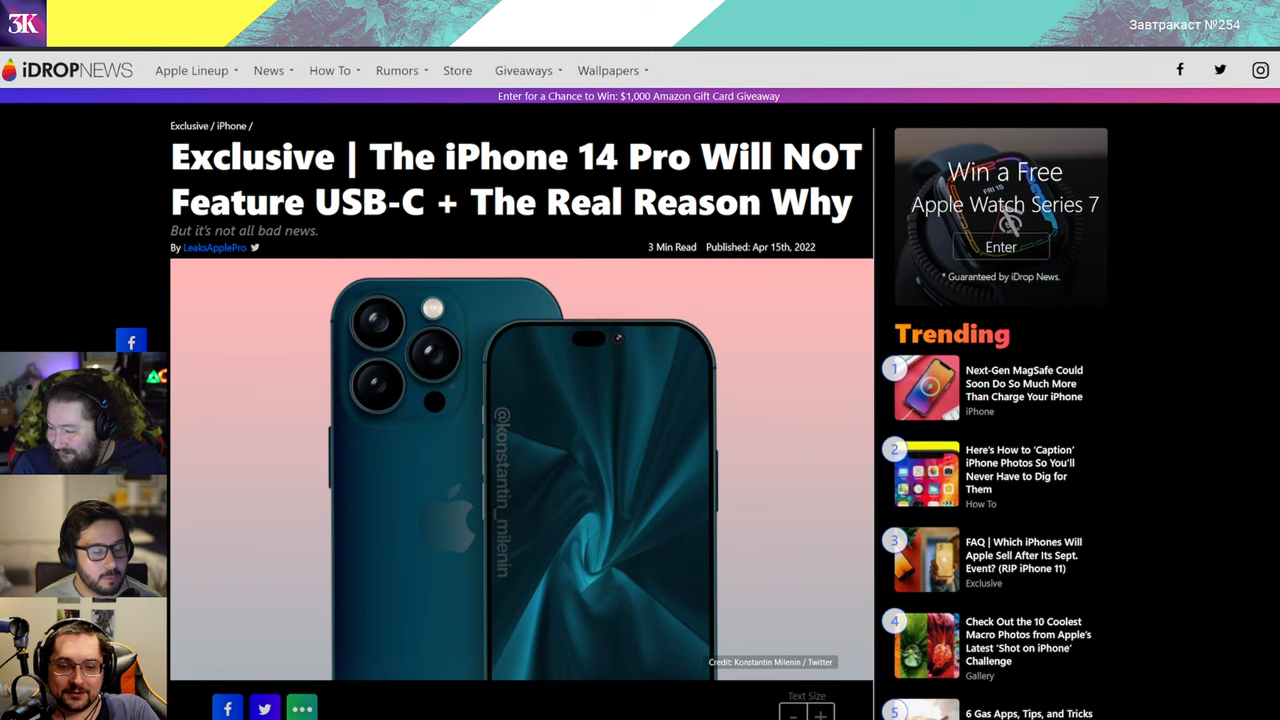 3K
Завтракаст №254
iDROPNEWS
Apple Lineup
News
How To
Rumors
Store
Giveaways
Wallpapers
Enter for a Chance to Win: $1,000 Amazon Gift Card Giveaway
Exclusive / iPhone /
Exclusive | The iPhone 14 Pro Will NOT
Feature USB-C + The Real Reason Why
But it's not all bad news.
By LeaksApplePro
3 Min Read
Published: Apr 15th, 2022
@konstantin_milenin
Credit: Konstantin Milenin / Twitter
Text Size
- +
FRI 15
Win a Free
Apple Watch Series 7
Enter
* Guaranteed by iDrop News.
Trending
1
Next-Gen MagSafe Could
Soon Do So Much More
Than Charge Your iPhone
iPhone
2
Here's How to 'Caption'
iPhone Photos So You'll
Never Have to Dig for
Them
How To
3
FAQ | Which iPhones Will
Apple Sell After Its Sept.
Event? (RIP iPhone 11)
Exclusive
4
Check Out the 10 Coolest
Macro Photos from Apple's
Latest 'Shot on iPhone'
Challenge
Gallery
5
6 Gas Apps, Tips, and Tricks